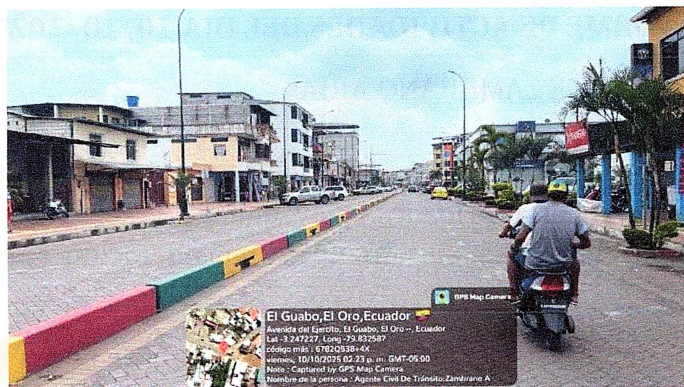 GPS Map Camera
El Guabo,El Oro,Ecuador
Avenida del Ejercito, El Guabo, El Oro --, Ecuador
Lat -3.247227, Long -79.832587
código más : 6782Q538+4X
viernes, 10/10/2025 02:23 p. m. GMT-05:00
Note : Captured by GPS Map Camera
Nombre de la persona : Agente Civil De Tránsito:Zambrano A